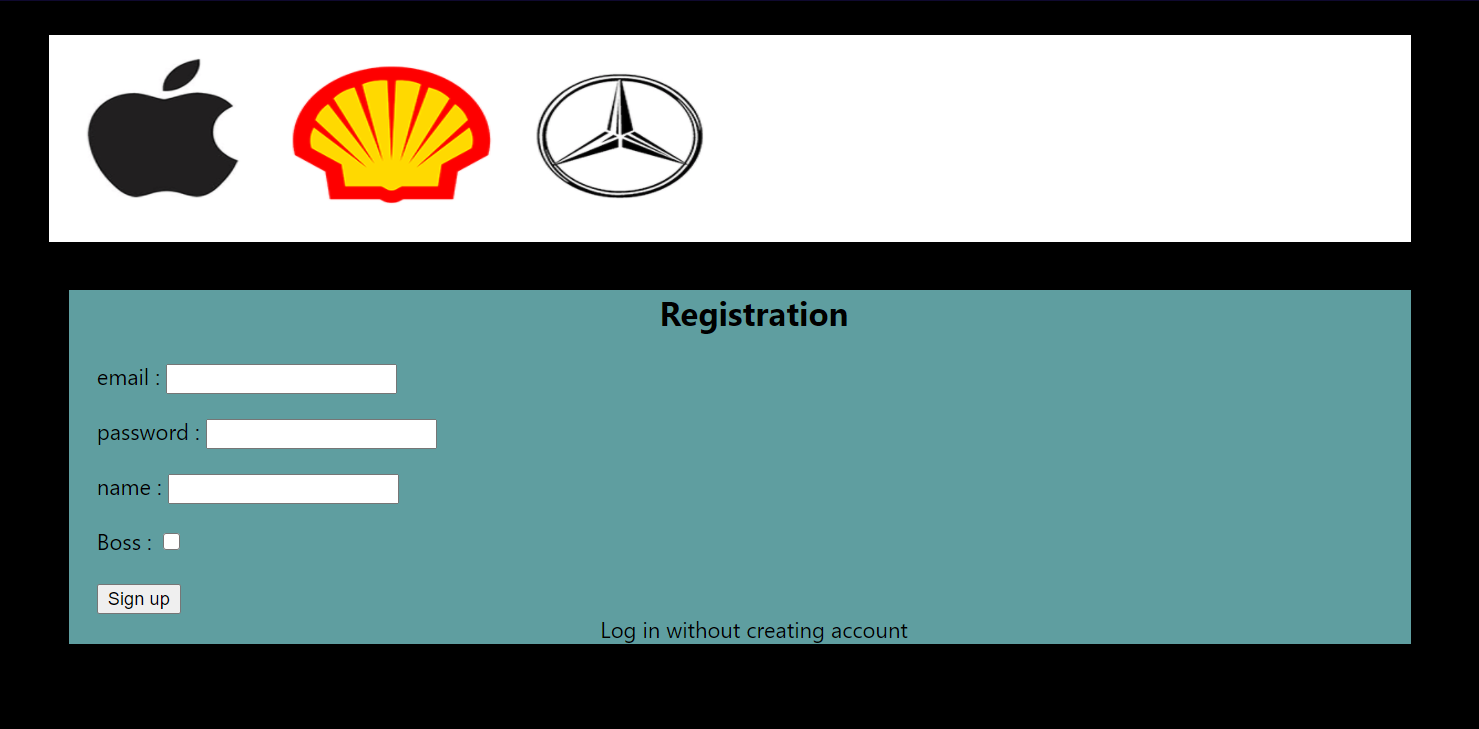 Registration
email :
password :
name :
Boss :
Sign up
Log in without creating account